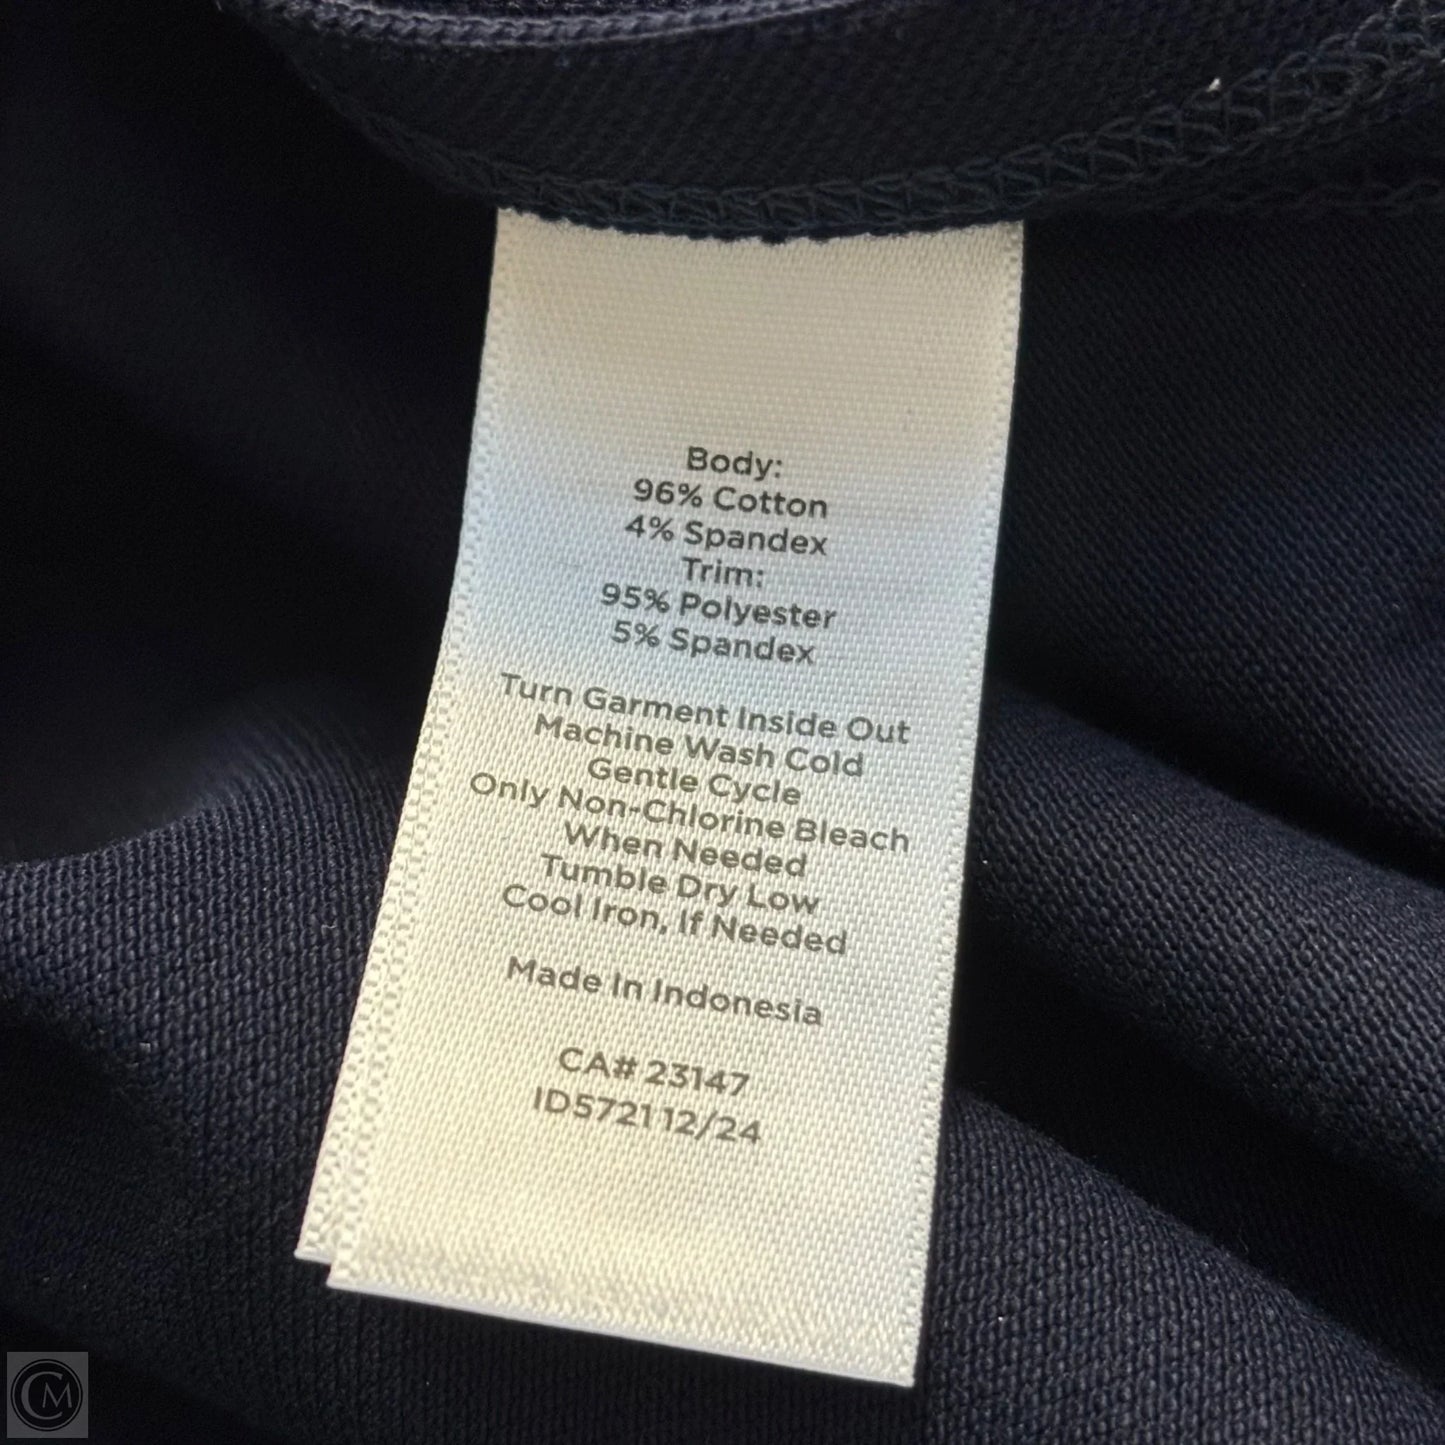 Body:
96% Cotton
4% Spandex
Trim:
95% Polyester
5% Spandex
Turn Garment Inside Out
Machine Wash Cold
Gentle Cycle
Only Non-Chlorine Bleach
When Needed
Tumble Dry Low
Cool Iron, If Needed
Made In Indonesia
CA# 23147
ID5721 12/24
CM